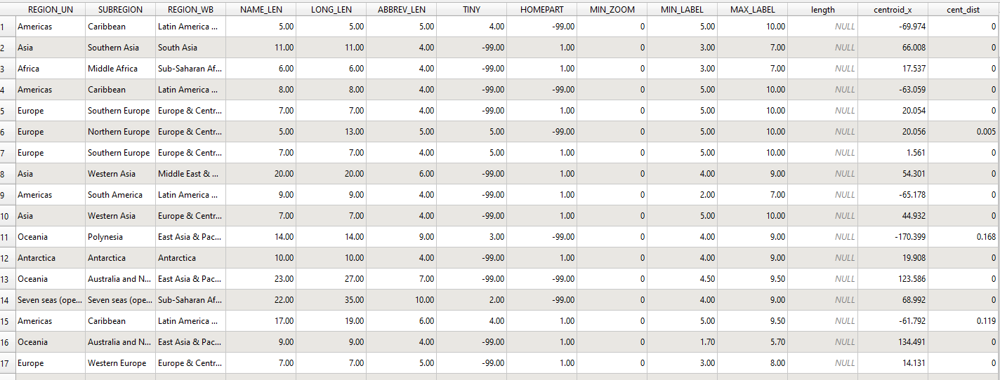 REGION_UN SUBREGION REGION_WB NAME_LEN LONG_LEN ABBREV_LEN TINY HOMEPART MIN_ZOOM MIN_LABEL MAX_LABEL length centroid_x cent_dist
1 Americas Caribbean Latin America ... 5.00 5.00 5.00 4.00 -99.00 0 5.00 10.00 NULL -69.974 0
2 Asia Southern Asia South Asia 11.00 11.00 4.00 -99.00 1.00 0 3.00 7.00 NULL 66.008 0
3 Africa Middle Africa Sub-Saharan Af... 6.00 6.00 4.00 -99.00 1.00 0 3.00 7.00 NULL 17.537 0
4 Americas Caribbean Latin America ... 8.00 8.00 4.00 -99.00 -99.00 0 5.00 10.00 NULL -63.059 0
5 Europe Southern Europe Europe & Centr... 7.00 7.00 4.00 -99.00 1.00 0 5.00 10.00 NULL 20.054 0
6 Europe Northern Europe Europe & Centr... 5.00 13.00 5.00 5.00 -99.00 0 5.00 10.00 NULL 20.056 0.005
7 Europe Southern Europe Europe & Centr... 7.00 7.00 4.00 5.00 1.00 0 5.00 10.00 NULL 1.561 0
8 Asia Western Asia Middle East & ... 20.00 20.00 6.00 -99.00 1.00 0 4.00 9.00 NULL 54.301 0
9 Americas South America Latin America ... 9.00 9.00 4.00 -99.00 1.00 0 2.00 7.00 NULL -65.178 0
10 Asia Western Asia Europe & Centr... 7.00 7.00 4.00 -99.00 1.00 0 5.00 10.00 NULL 44.932 0
11 Oceania Polynesia East Asia & Pac... 14.00 14.00 9.00 3.00 -99.00 0 4.00 9.00 NULL -170.399 0.168
12 Antarctica Antarctica Antarctica 10.00 10.00 4.00 -99.00 1.00 0 4.00 9.00 NULL 19.908 0
13 Oceania Australia and N... East Asia & Pac... 23.00 27.00 7.00 -99.00 -99.00 0 4.50 9.50 NULL 123.586 0
14 Seven seas (ope... Seven seas (ope... Sub-Saharan Af... 22.00 35.00 10.00 2.00 -99.00 0 4.00 9.00 NULL 68.992 0
15 Americas Caribbean Latin America ... 17.00 19.00 6.00 4.00 1.00 0 5.00 9.50 NULL -61.792 0.119
16 Oceania Australia and N... East Asia & Pac... 9.00 9.00 4.00 -99.00 1.00 0 1.70 5.70 NULL 134.491 0
17 Europe Western Europe Europe & Centr... 7.00 7.00 5.00 -99.00 1.00 0 3.00 8.00 NULL 14.131 0